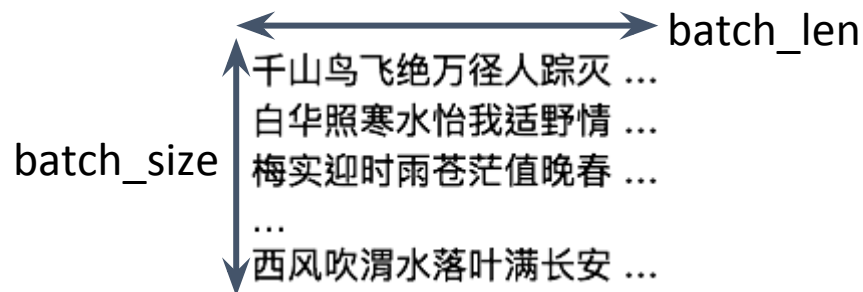 batch_len
千山鸟飞绝万径人踪灭 ...
白华照寒水怡我适野情 ...
batch_size
梅实迎时雨苍茫值晚春 ...
...
西风吹渭水落叶满长安 ...